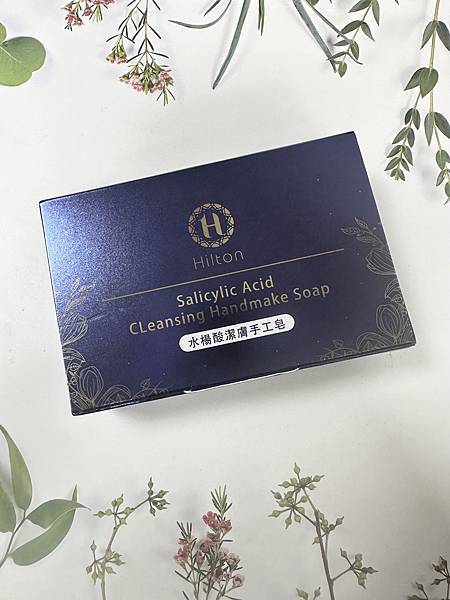 H
Hilton
Salicylic Acid
CLeansing Handmake Soap
水楊酸潔膚手工皂